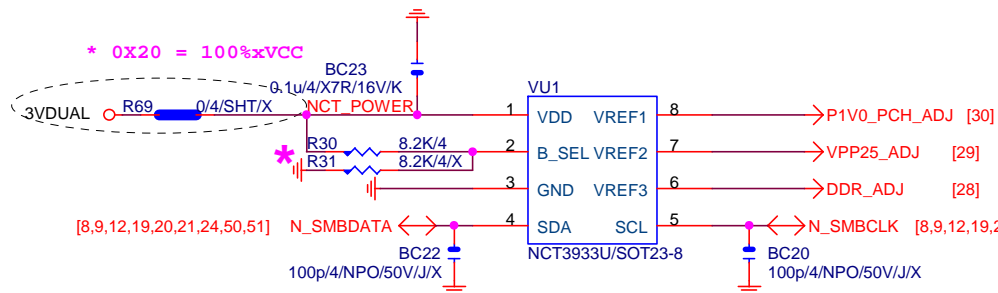 * 0X20 = 100%xVCC
BC23
0.1u/4/X7R/16V/K
VU1
3VDUAL
R69
0/4/SHT/X
NCT_POWER
1
VDD
VREF1
8
P1V0_PCH_ADJ
[30]
*
R30
8.2K/4
2
B_SEL
VREF2
7
VPP25_ADJ
[29]
R31
8.2K/4/X
3
GND
VREF3
6
DDR_ADJ
[28]
[8,9,12,19,20,21,24,50,51]
N_SMBDATA
4
SDA
SCL
5
N_SMBCLK
[8,9,12,19,2
BC22
100p/4/NPO/50V/J/X
NCT3933U/SOT23-8
BC20
100p/4/NPO/50V/J/X